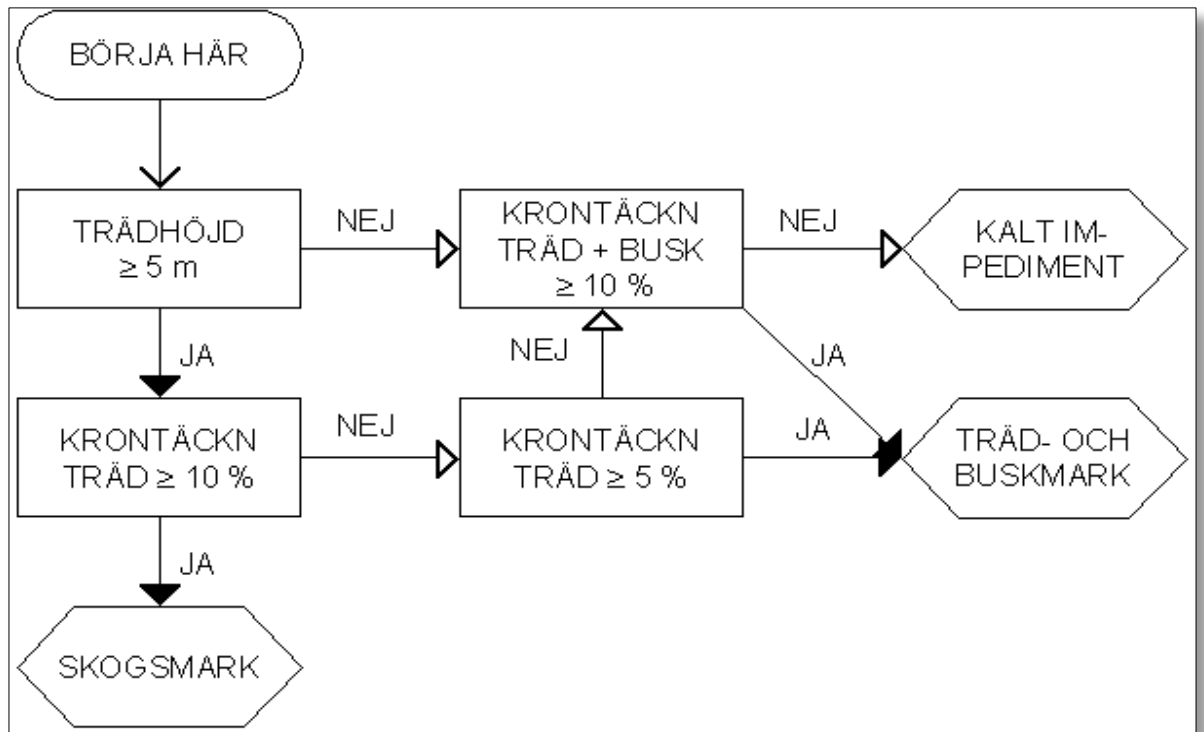 BÖRJA HÄR
TRÄDHÖJD
≥ 5 m
NEJ
KRONTÄCKN
TRÄD + BUSK
≥ 10 %
NEJ
KALT IM-
PEDIMENT
JA
NEJ
JA
KRONTÄCKN
TRÄD ≥ 10 %
NEJ
KRONTÄCKN
TRÄD ≥ 5 %
JA
TRÄD- OCH
BUSKMARK
JA
SKOGSMARK